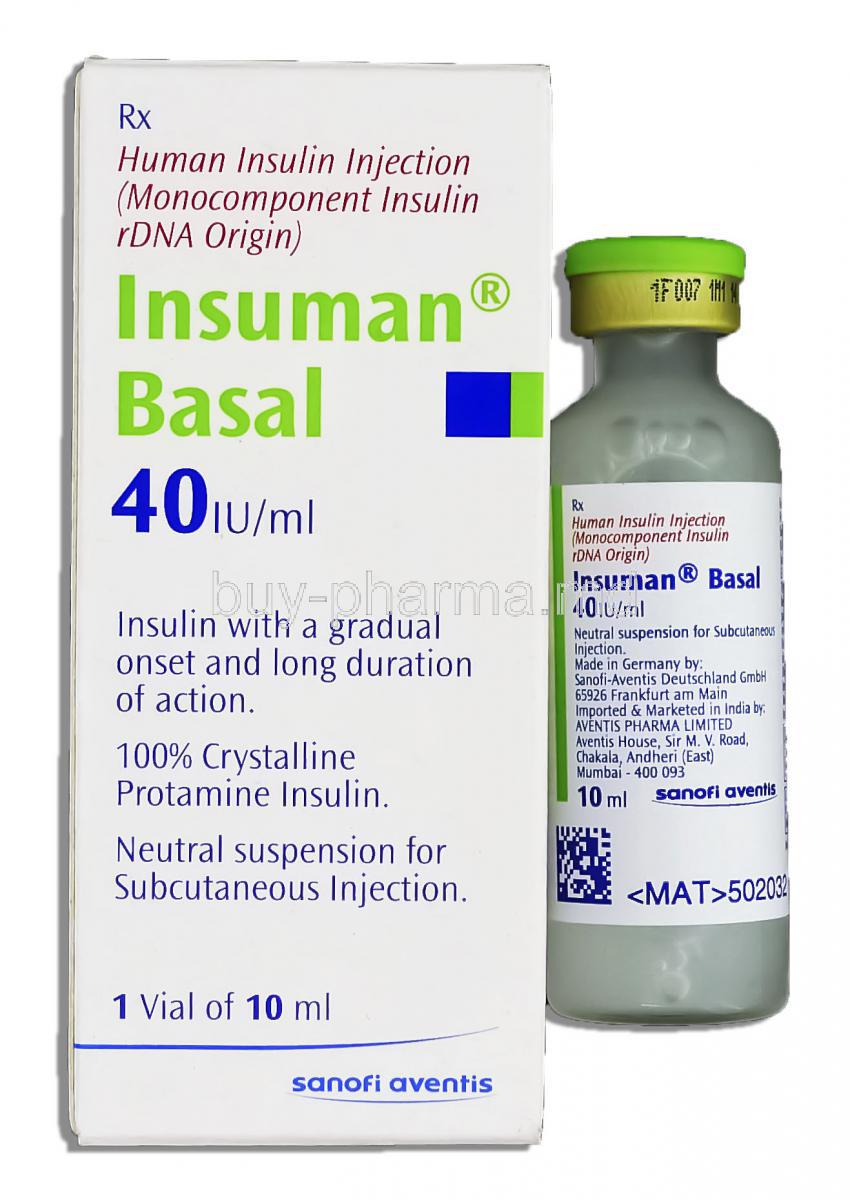 Rx
Human Insulin Injection
(Monocomponent Insulin
rDNA Origin)
Insuman®
Basal
40 IU/ml
Insulin with a gradual
onset and long duration
of action.
100% Crystalline
Protamine Insulin.
Neutral suspension for
Subcutaneous Injection.
1 Vial of 10 ml
sanofi aventis
1F007 1M1
Rx
Human Insulin Injection
(Monocomponent Insulin
rDNA Origin)
Insuman® Basal
40IU/ml
Neutral suspension for Subcutaneous
Injection.
Made in Germany by:
Sanofi-Aventis Deutschland GmbH
65926 Frankfurt am Main
Imported & Marketed in India by:
AVENTIS PHARMA LIMITED
Aventis House, Sir M. V. Road,
Chakala, Andheri (East)
Mumbai - 400 093
10 ml sanofi aventis
<MAT>502032